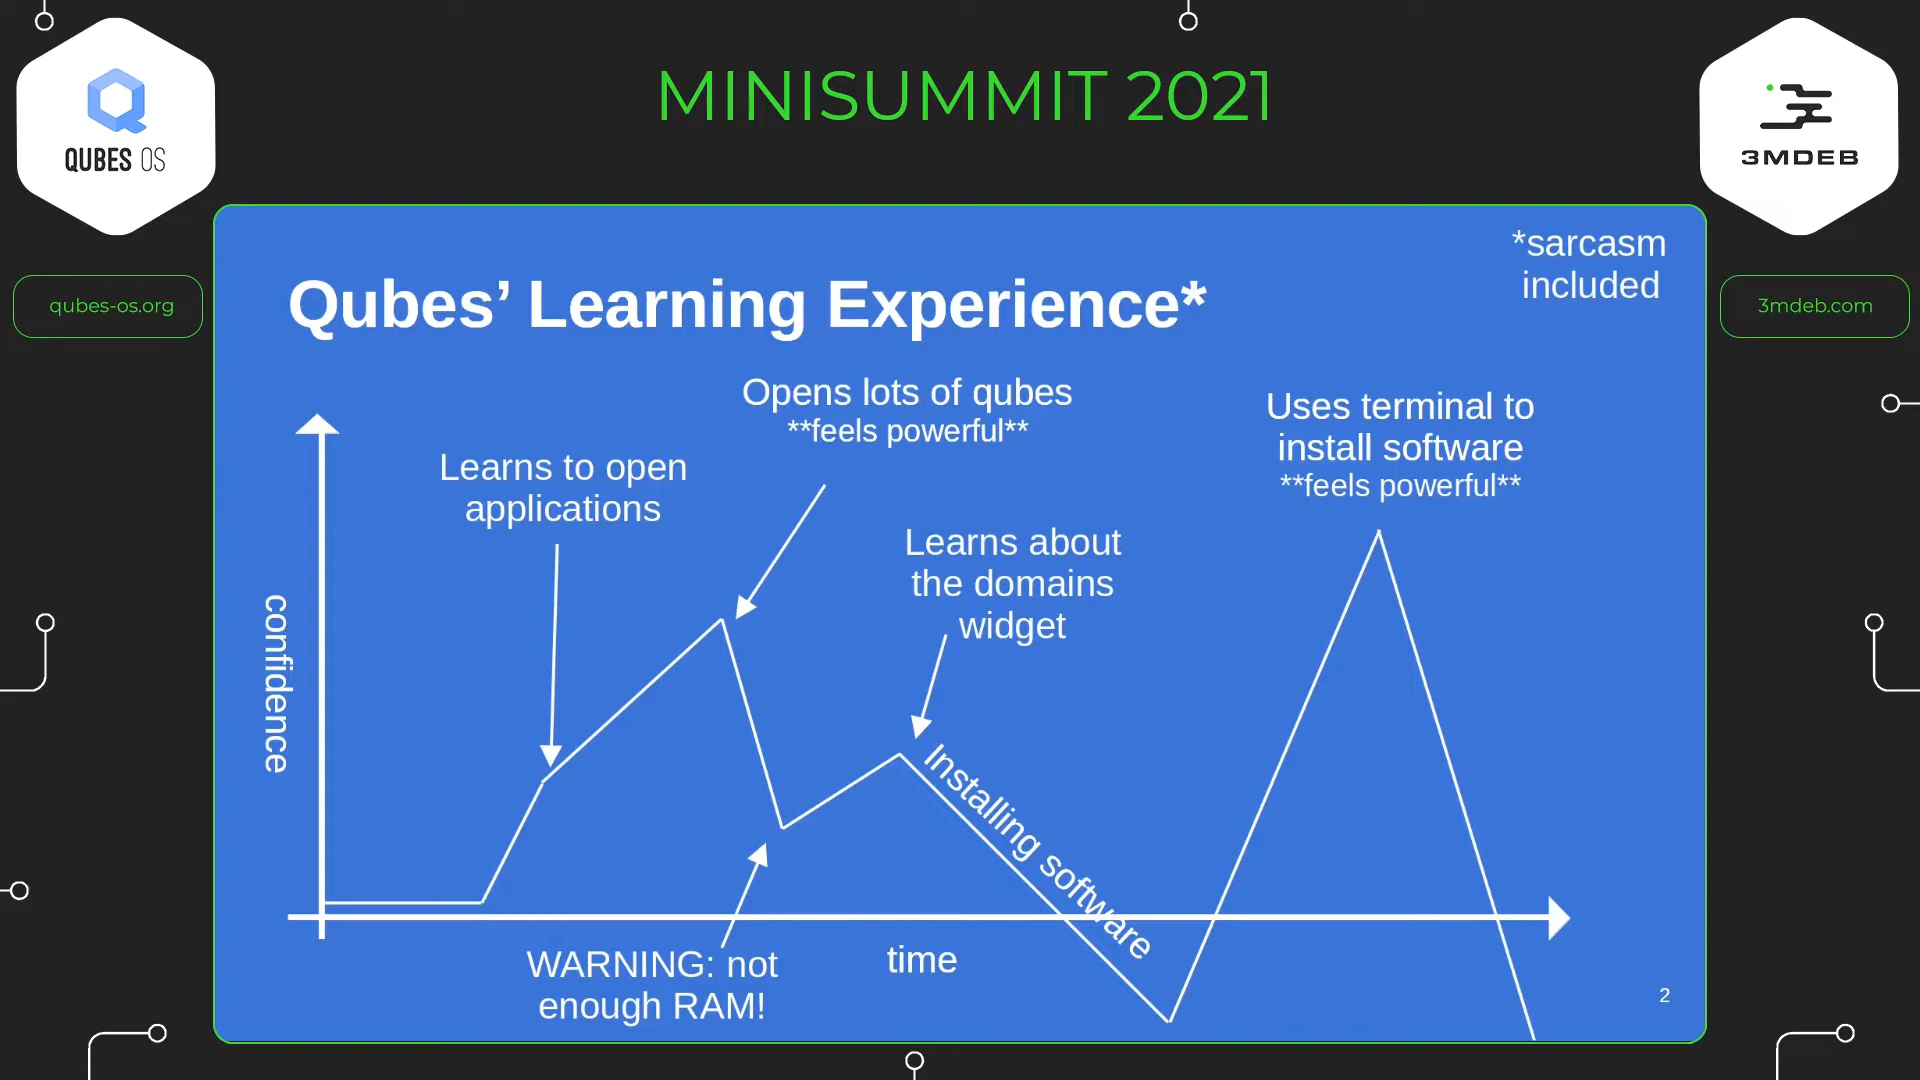 MINISUMMIT 2021
QUBES OS
3MDEB
qubes-os.org
3mdeb.com
*sarcasm
included
Qubes’ Learning Experience*
Opens lots of qubes
**feels powerful**
Uses terminal to
install software
**feels powerful**
Learns to open
applications
Learns about
the domains
widget
confidence
Installing software
WARNING: not
enough RAM!
time
2